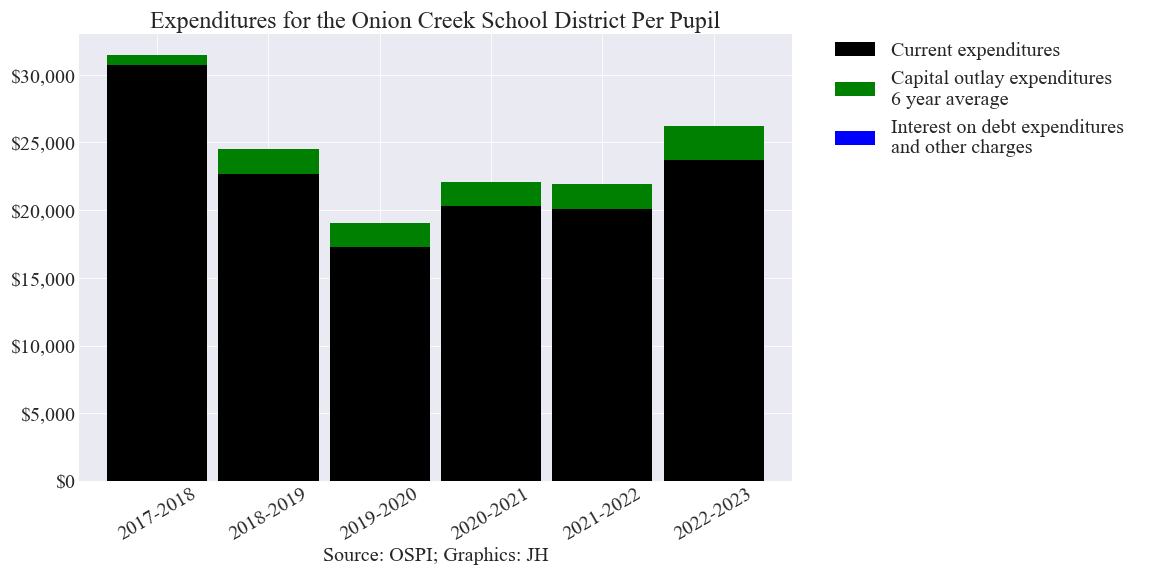 Expenditures for the Onion Creek School District Per Pupil
$30,000
$25,000
$20,000
$15,000
$10,000
$5,000
$0
2017-2018
2018-2019
2019-2020
2020-2021
2021-2022
2022-2023
Source: OSPI; Graphics: JH
Current expenditures
Capital outlay expenditures
6 year average
Interest on debt expenditures
and other charges